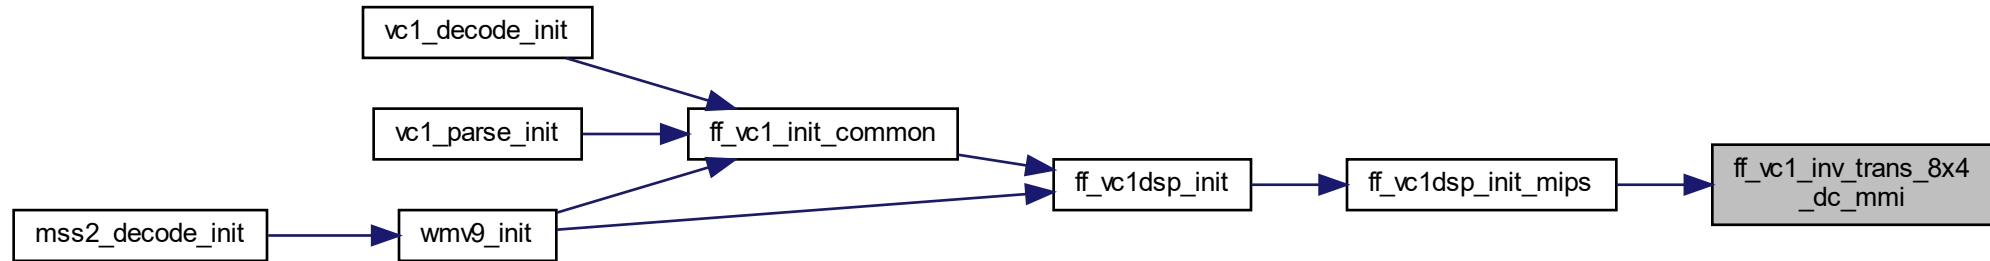 vc1_decode_init
vc1_parse_init
ff_vc1_init_common
ff_vc1_inv_trans_8x4
_dc_mmi
ff_vc1dsp_init
ff_vc1dsp_init_mips
mss2_decode_init
wmv9_init